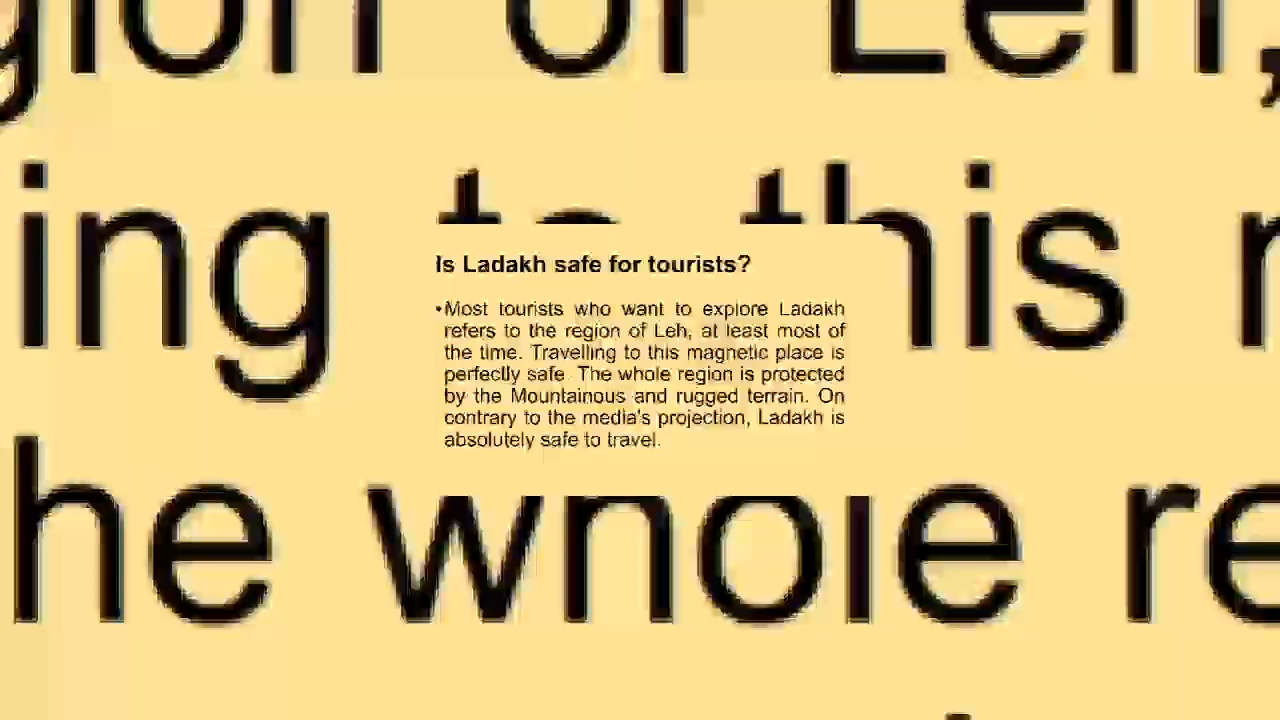 gion of Leh,
ing to this
he whole re
Is Ladakh safe for tourists?
•Most tourists who want to explore Ladakh
refers to the region of Leh, at least most of
the time. Travelling to this magnetic place is
perfectly safe. The whole region is protected
by the Mountainous and rugged terrain. On
contrary to the media's projection, Ladakh is
absolutely safe to travel.